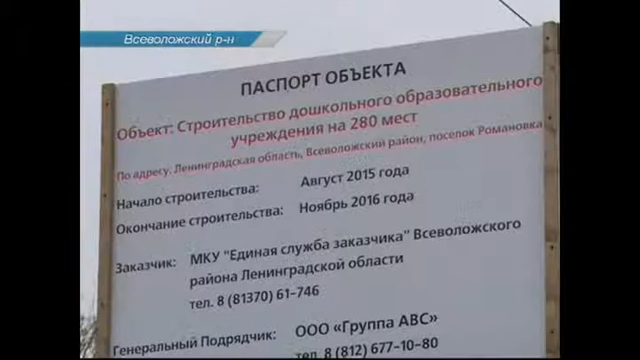 Всеволожский р-н
ПАСПОРТ ОБЪЕКТА
Объект: Строительство дошкольного образовательного
учреждения на 280 мест
По адресу: Ленинградская область, Всеволожский район, поселок Романовка
Начало строительства: Август 2015 года
Окончание строительства: Ноябрь 2016 года
Заказчик: МКУ "Единая служба заказчика" Всеволожского
района Ленинградской области
тел. 8 (81370) 61-746
Генеральный Подрядчик: ООО «Группа АВС»
тел. 8 (812) 677-10-80